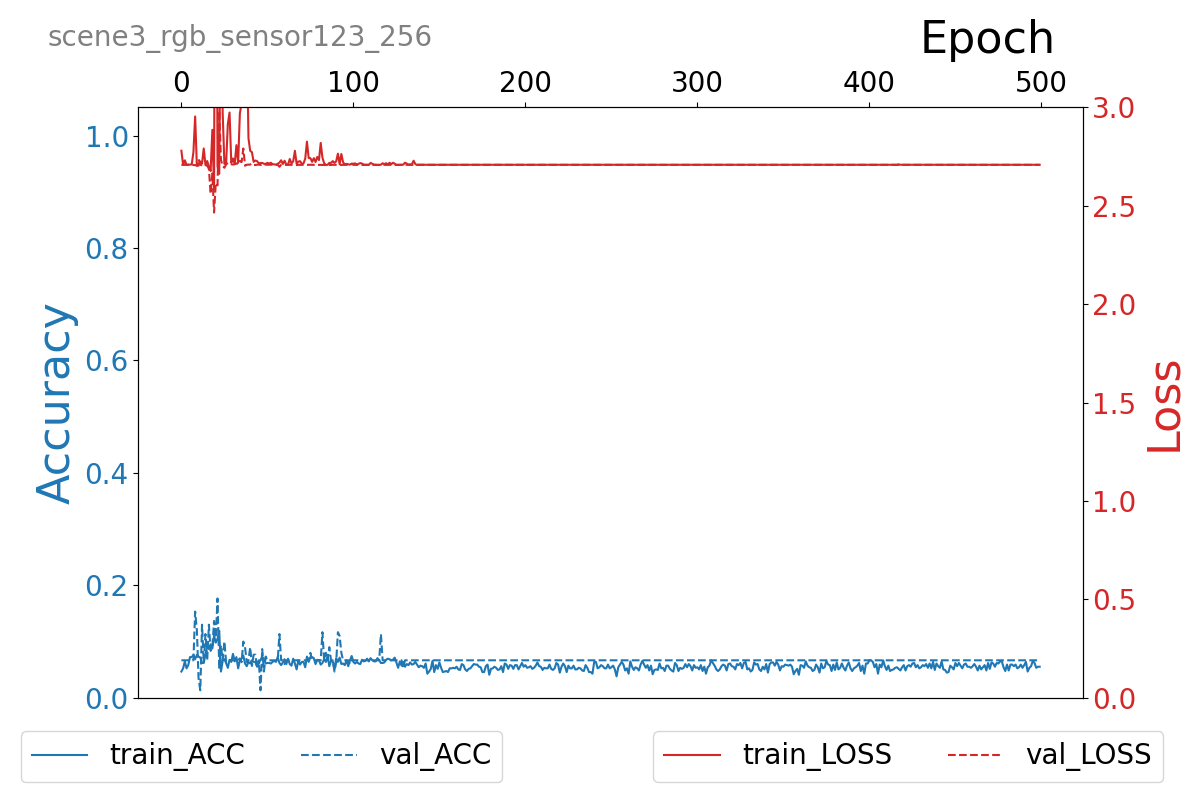 scene3_rgb_sensor123_256
Epoch
0 100 200 300 400 500
1.0
0.8
0.6
0.4
0.2
0.0
Accuracy
3.0
2.5
2.0
1.5
1.0
0.5
0.0
Loss
train_ACC val_ACC
train_LOSS val_LOSS